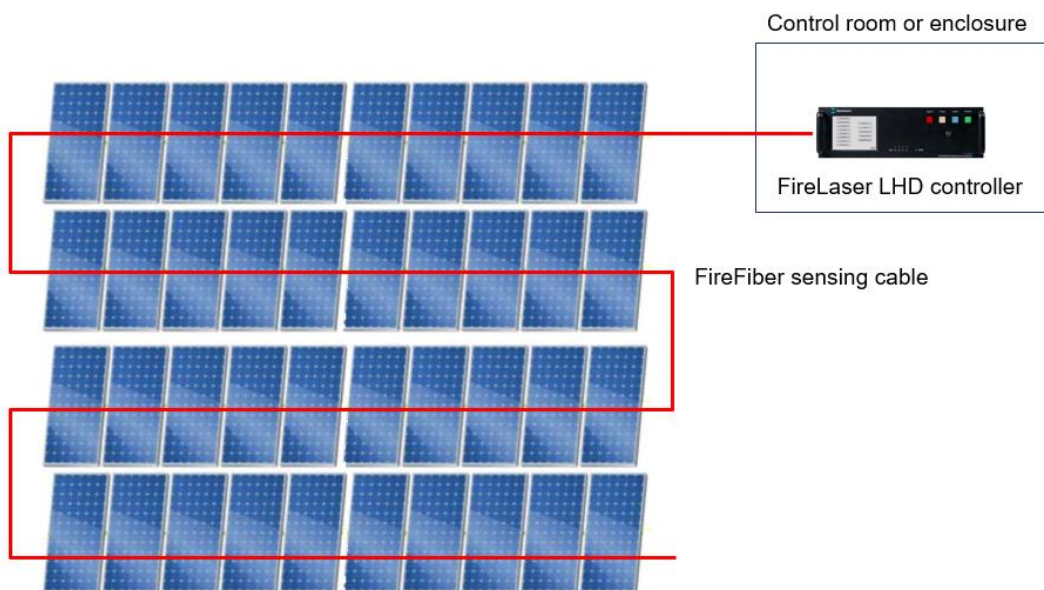 Control room or enclosure
FireLaser LHD controller
FireFiber sensing cable